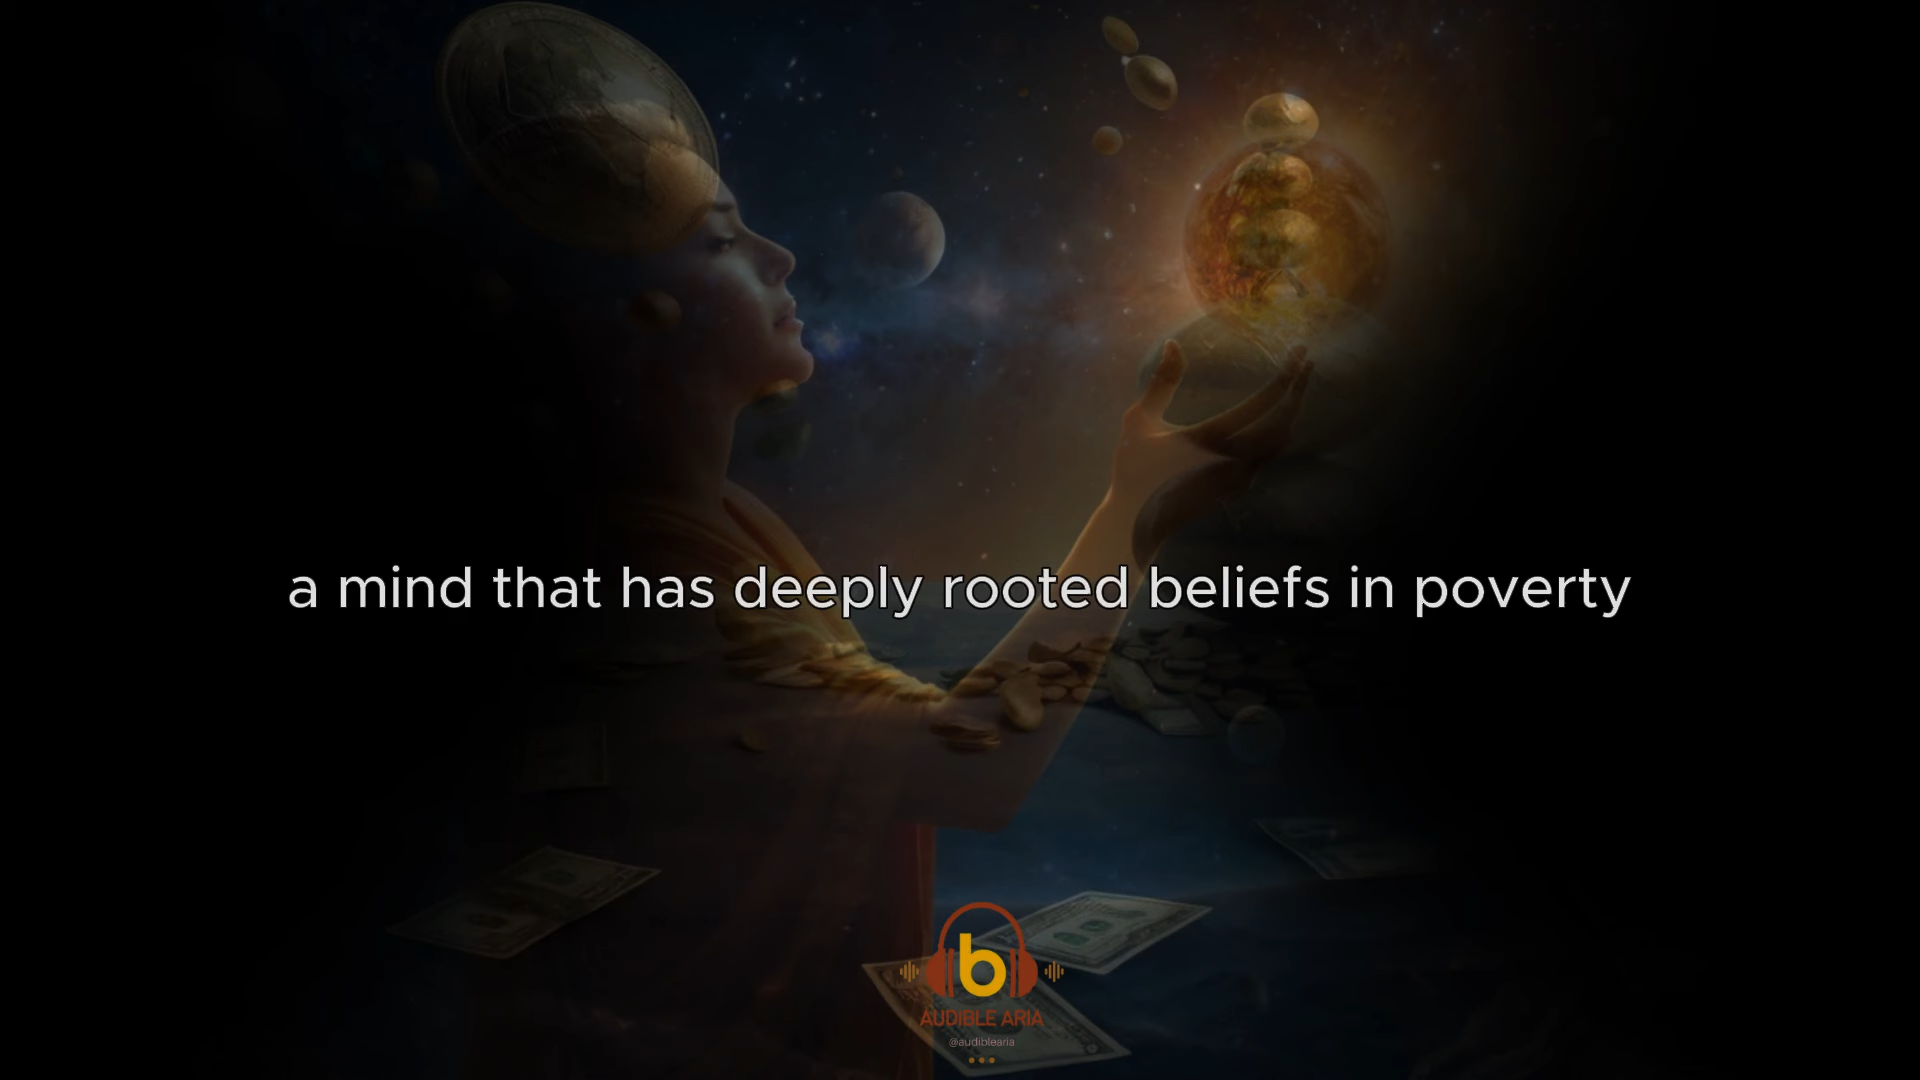 a mind that has deeply rooted beliefs in poverty
b
AUDIBLE ARIA
@audiblearia